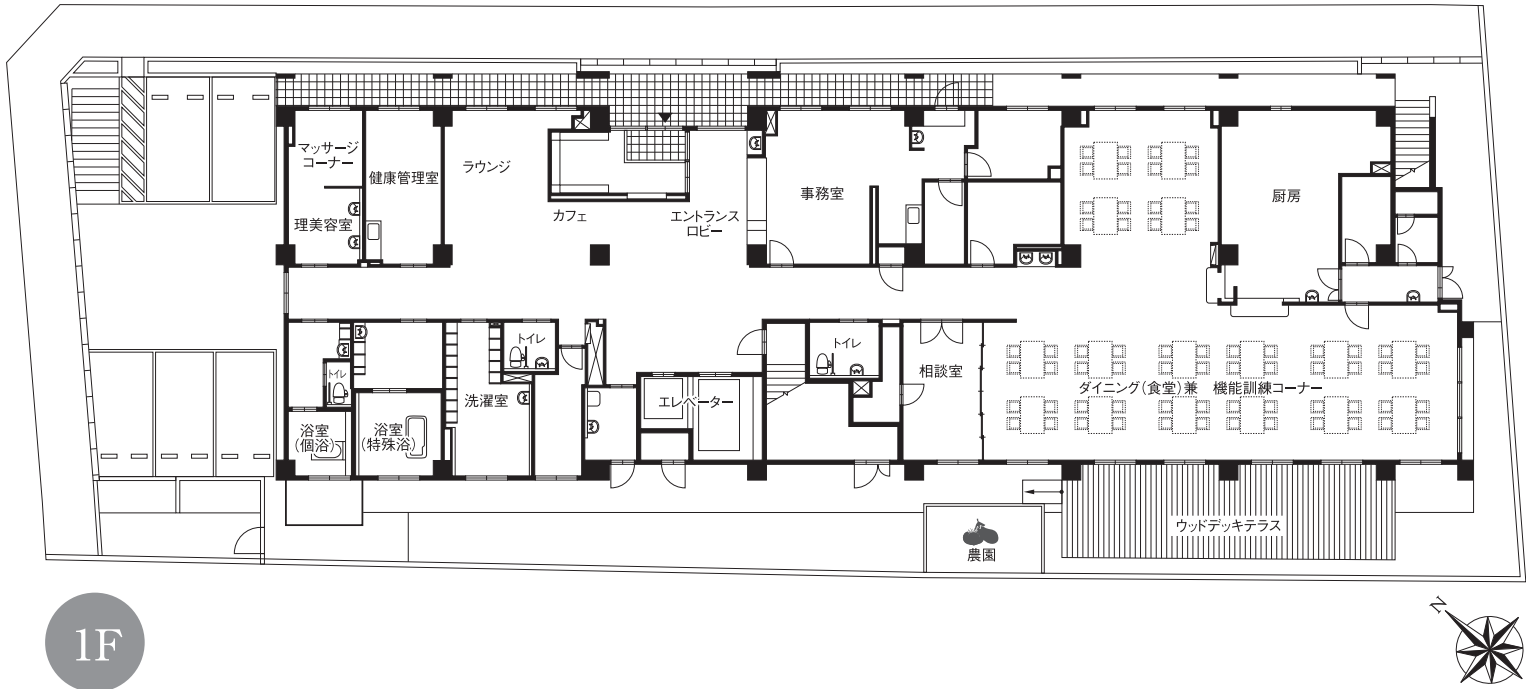 マッサージ
コーナー
健康管理室
ラウンジ
理美容室
カフェ
エントランス
ロビー
事務室
厨房
トイレ
トイレ
トイレ
洗濯室
エレベーター
相談室
ダイニング(食堂)兼 機能訓練コーナー
浴室
(個浴)
浴室
(特殊浴)
ウッドデッキテラス
農園
1F
N